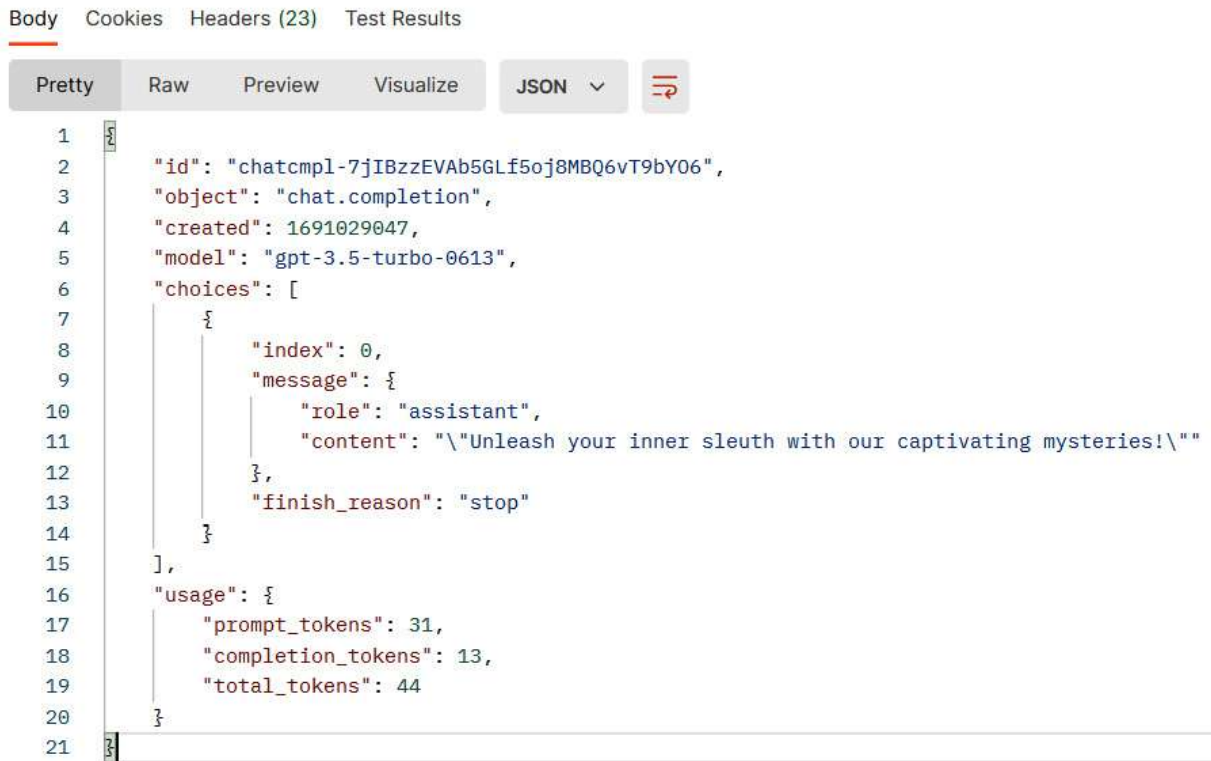 Body Cookies Headers (23) Test Results
Pretty Raw Preview Visualize JSON
1 {
2 "id": "chatcmpl-7jIBzzEVAb5GLf5oj8MBQ6vT9bYO6",
3 "object": "chat.completion",
4 "created": 1691029047,
5 "model": "gpt-3.5-turbo-0613",
6 "choices": [
7 {
8 "index": 0,
9 "message": {
10 "role": "assistant",
11 "content": "\"Unleash your inner sleuth with our captivating mysteries!\""
12 },
13 "finish_reason": "stop"
14 }
15 ],
16 "usage": {
17 "prompt_tokens": 31,
18 "completion_tokens": 13,
19 "total_tokens": 44
20 }
21 }